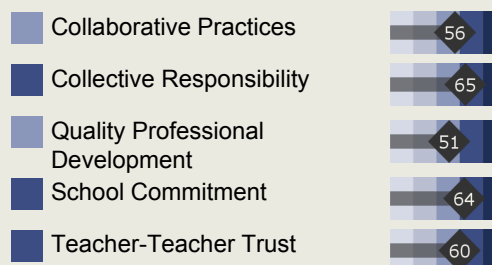 Collaborative Practices 56
Collective Responsibility 65
Quality Professional
Development 51
School Commitment 64
Teacher-Teacher Trust 60